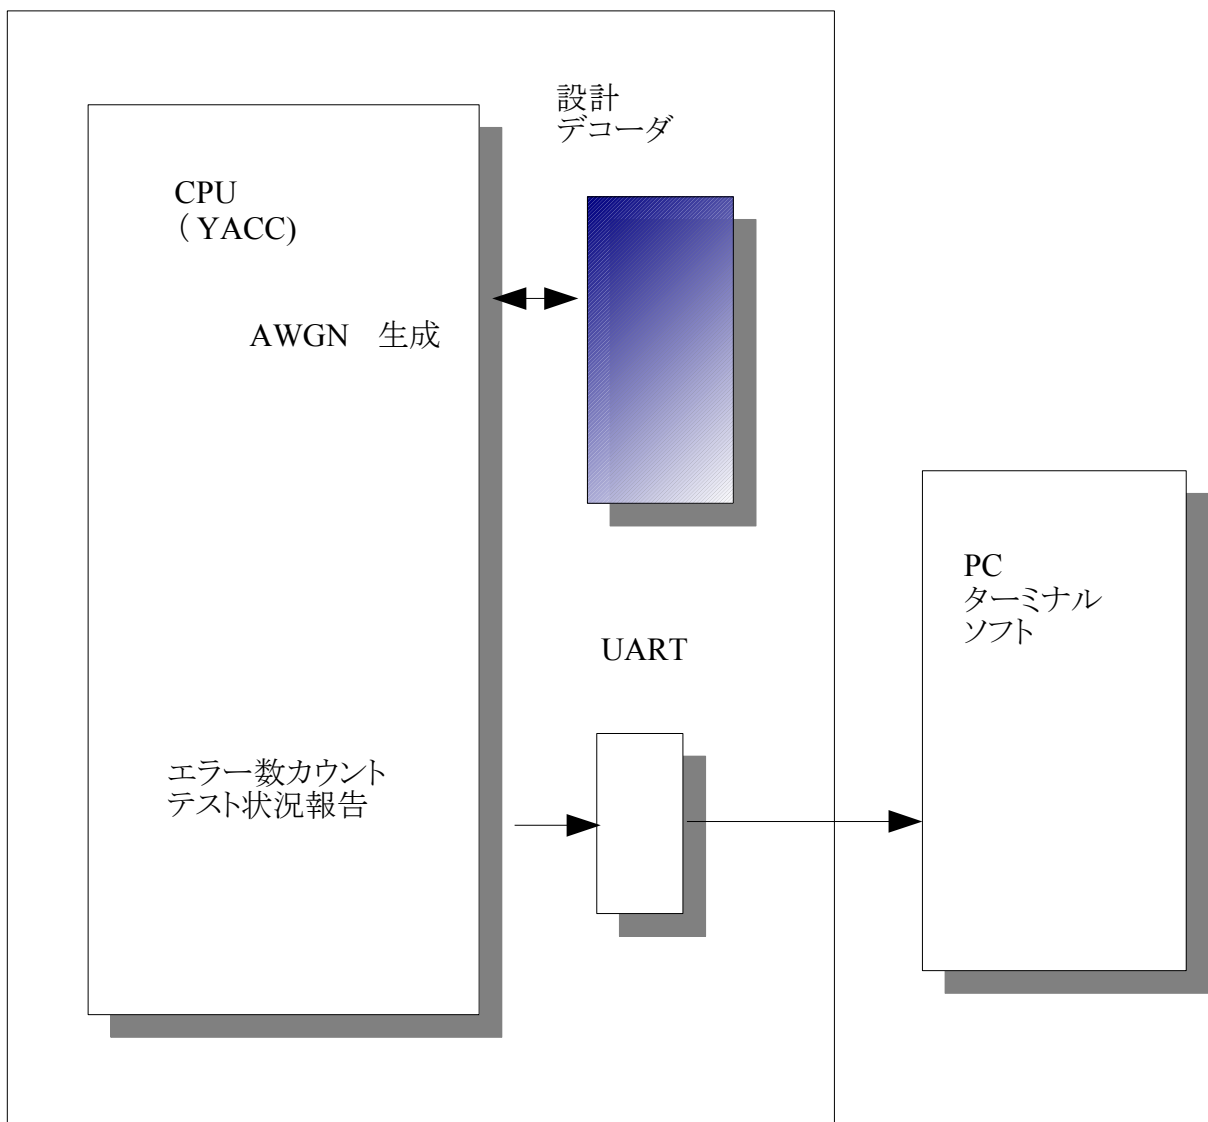 設計
デコーダ
CPU
（ YACC)
AWGN　生成
PC
ターミナル
ソフト
UART
エラー数カウント
テスト状況報告